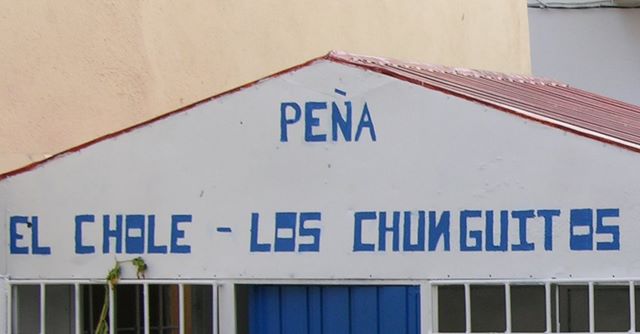 PEÑA
EL CHOLE - LOS CHUNGUITOS